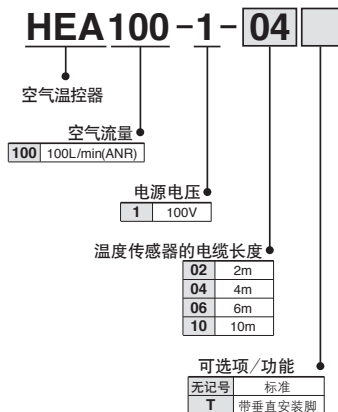 HEA100-1-04
空气温控器
空气流量
100 100L/min(ANR)
电源电压
1 100V
温度传感器的电缆长度
02 2m
04 4m
06 6m
10 10m
可选项/功能
无记号 标准
T 带垂直安装脚